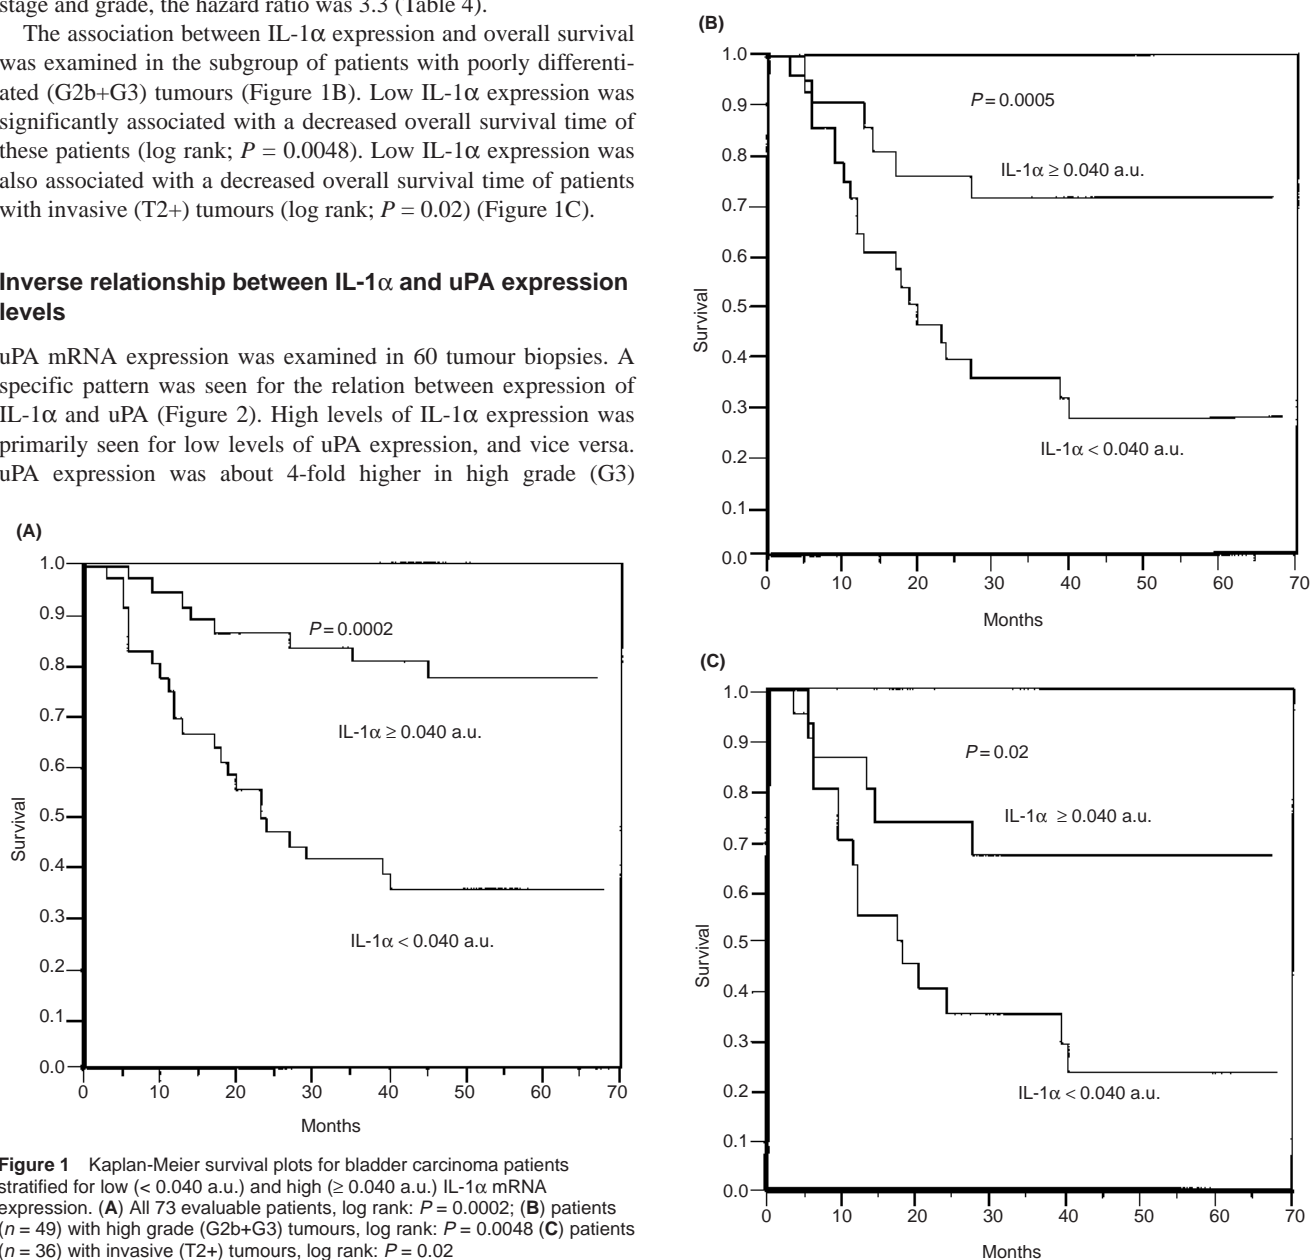 stage and grade, the hazard ratio was 3.3 (Table 4).
The association between IL-1α expression and overall survival
was examined in the subgroup of patients with poorly differenti-
ated (G2b+G3) tumours (Figure 1B). Low IL-1α expression was
significantly associated with a decreased overall survival time of
these patients (log rank; P = 0.0048). Low IL-1α expression was
also associated with a decreased overall survival time of patients
with invasive (T2+) tumours (log rank; P = 0.02) (Figure 1C).
Inverse relationship between IL-1α and uPA expression
levels
uPA mRNA expression was examined in 60 tumour biopsies. A
specific pattern was seen for the relation between expression of
IL-1α and uPA (Figure 2). High levels of IL-1α expression was
primarily seen for low levels of uPA expression, and vice versa.
uPA expression was about 4-fold higher in high grade (G3)
(A)
1.0
0.9
0.8
0.7
0.6
0.5
0.4
0.3
0.2
0.1
0.0
Survival
P = 0.0002
IL-1α ≥ 0.040 a.u.
IL-1α < 0.040 a.u.
0 10 20 30 40 50 60 70
Months
Figure 1 Kaplan-Meier survival plots for bladder carcinoma patients
stratified for low (< 0.040 a.u.) and high (≥ 0.040 a.u.) IL-1α mRNA
expression. (A) All 73 evaluable patients, log rank: P = 0.0002; (B) patients
(n = 49) with high grade (G2b+G3) tumours, log rank: P = 0.0048 (C) patients
(n = 36) with invasive (T2+) tumours, log rank: P = 0.02
(B)
1.0
0.9
0.8
0.7
0.6
0.5
0.4
0.3
0.2
0.1
0.0
Survival
P = 0.0005
IL-1α ≥ 0.040 a.u.
IL-1α < 0.040 a.u.
0 10 20 30 40 50 60 70
Months
(C)
1.0
0.9
0.8
0.7
0.6
0.5
0.4
0.3
0.2
0.1
0.0
Survival
P = 0.02
IL-1α ≥ 0.040 a.u.
IL-1α < 0.040 a.u.
0 10 20 30 40 50 60 70
Months